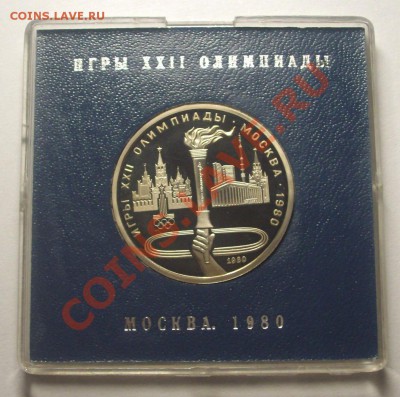 COINS.LAVE.RU
ИГРЫ XXII ОЛИМПИАДЫ
ИГРЫ XXII ОЛИМПИАДЫ · МОСКВА · 1980
1980
МОСКВА. 1980
COINS.LAVE.RU